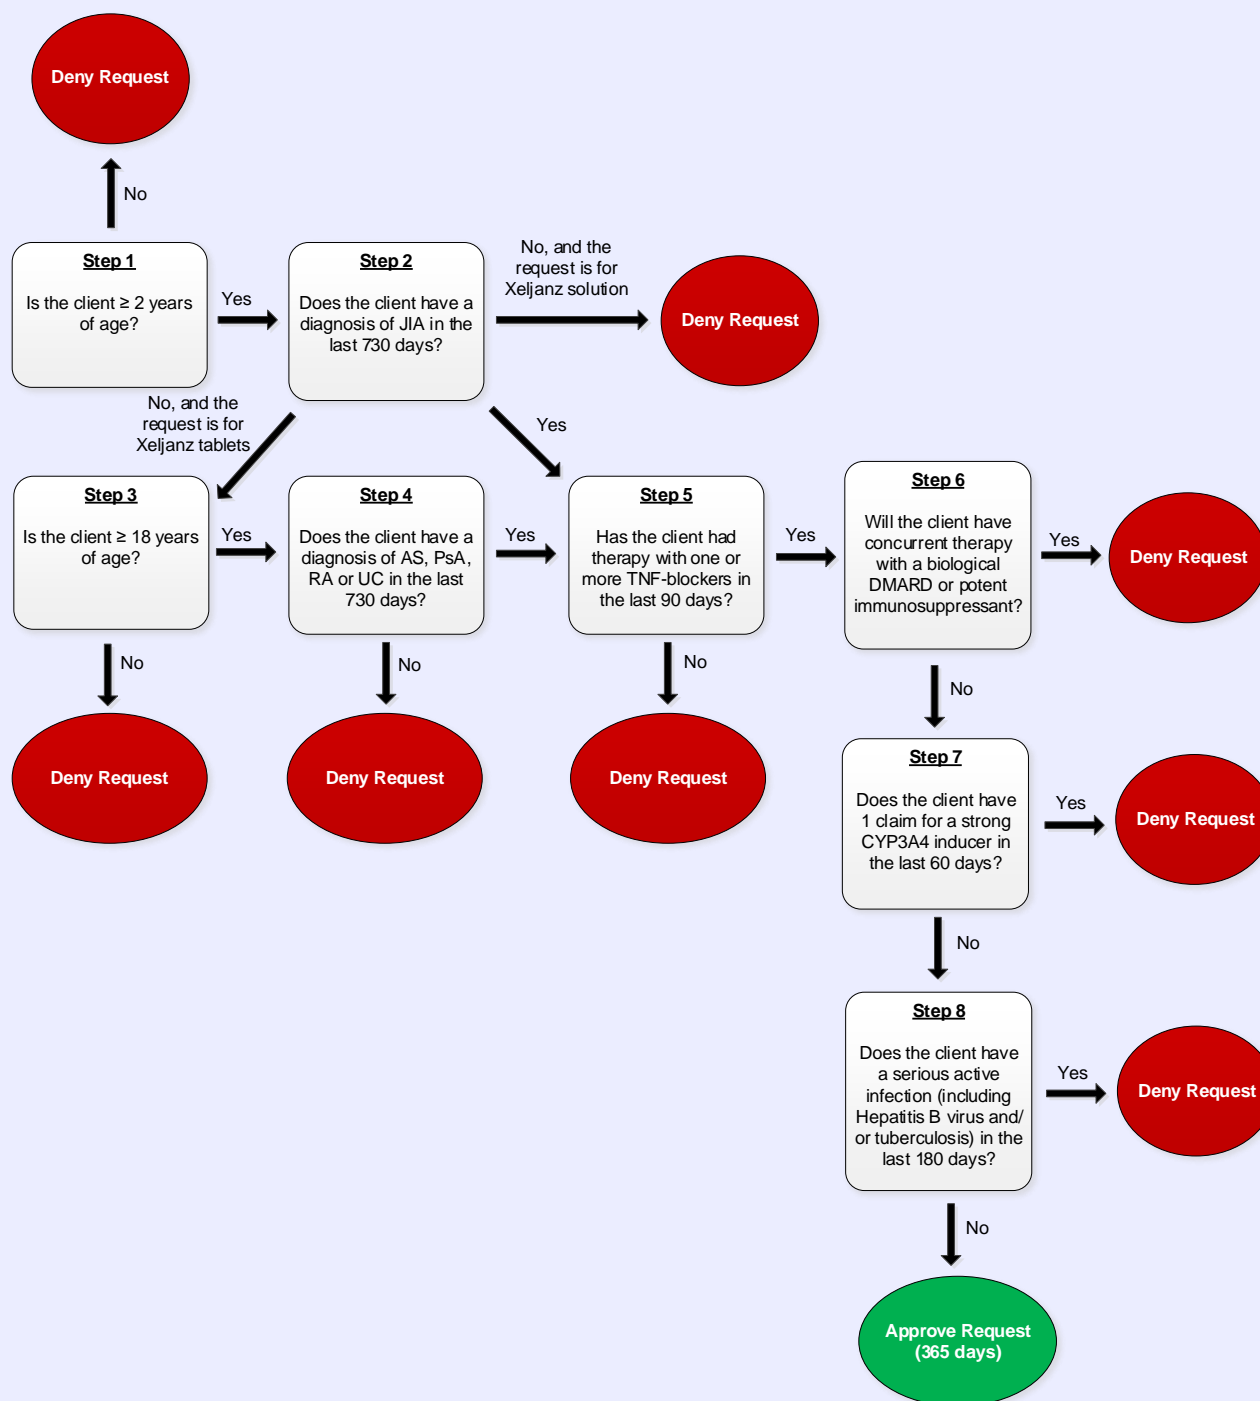 Deny Request
No
Step 1
Is the client ≥ 2 years
of age?
Yes
Step 2
Does the client have a
diagnosis of JIA in the
last 730 days?
No, and the
request is for
Xeljanz solution
Deny Request
No, and the
request is for
Xeljanz tablets
Yes
Step 3
Is the client ≥ 18 years
of age?
Yes
Step 4
Does the client have a
diagnosis of AS, PsA,
RA or UC in the last
730 days?
Yes
Step 5
Has the client had
therapy with one or
more TNF-blockers in
the last 90 days?
Yes
Step 6
Will the client have
concurrent therapy
with a biological
DMARD or potent
immunosuppressant?
Yes
Deny Request
No
Deny Request
No
Deny Request
No
Deny Request
No
Step 7
Does the client have
1 claim for a strong
CYP3A4 inducer in
the last 60 days?
Yes
Deny Request
No
Step 8
Does the client have
a serious active
infection (including
Hepatitis B virus and/
or tuberculosis) in the
last 180 days?
Yes
Deny Request
No
Approve Request
(365 days)